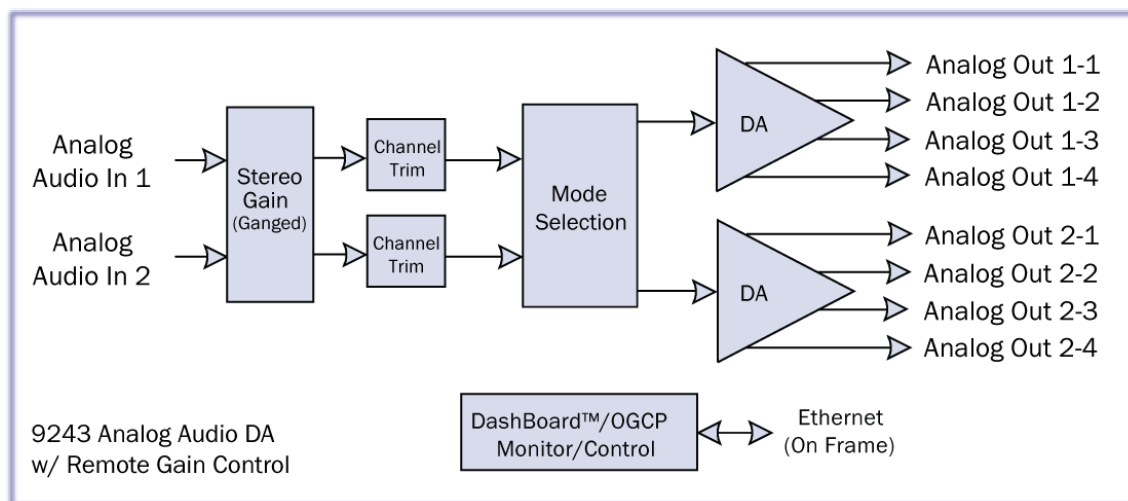 Analog
Audio In 1
Analog
Audio In 2
Stereo
Gain
(Ganged)
Channel
Trim
Channel
Trim
Mode
Selection
DA
DA
Analog Out 1-1
Analog Out 1-2
Analog Out 1-3
Analog Out 1-4
Analog Out 2-1
Analog Out 2-2
Analog Out 2-3
Analog Out 2-4
DashBoard™/OGCP
Monitor/Control
Ethernet
(On Frame)
9243 Analog Audio DA
w/ Remote Gain Control